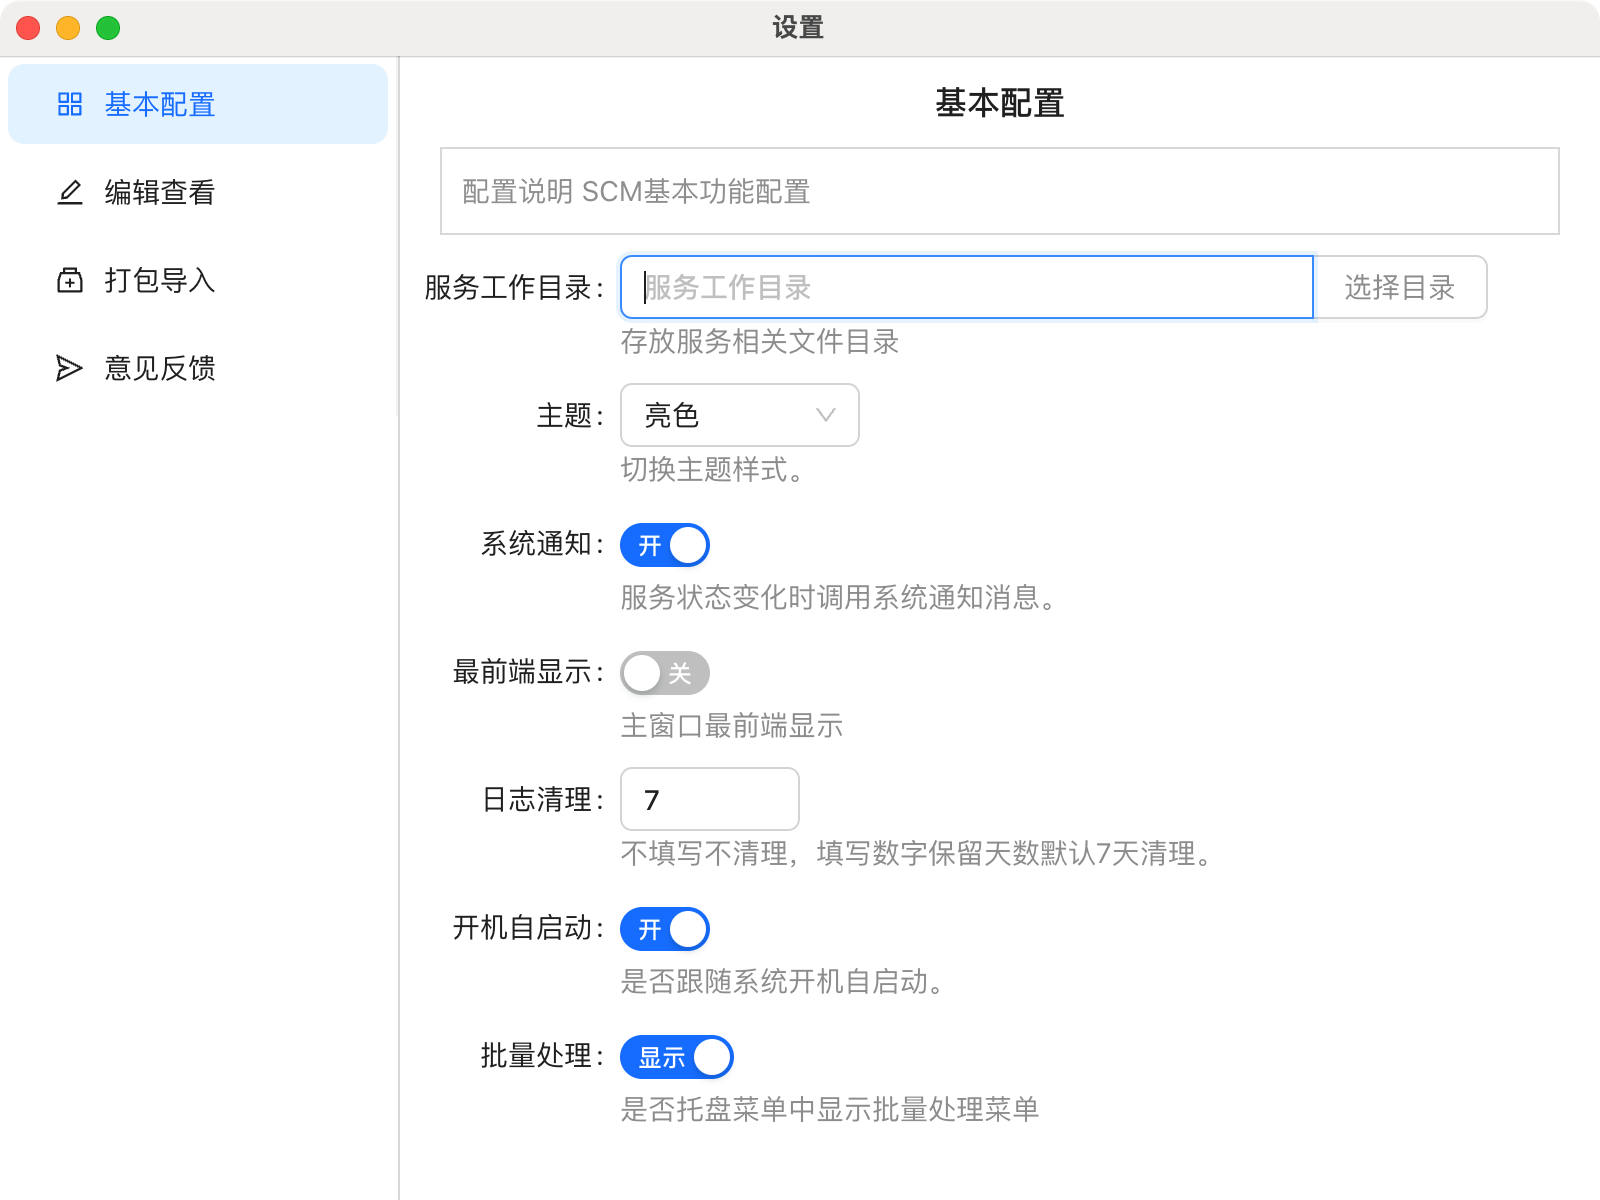 设置
基本配置
编辑查看
打包导入
意见反馈
基本配置
配置说明 SCM基本功能配置
服务工作目录: 服务工作目录 选择目录
存放服务相关文件目录
主题: 亮色
切换主题样式。
系统通知: 开
服务状态变化时调用系统通知消息。
最前端显示: 关
主窗口最前端显示
日志清理: 7
不填写不清理，填写数字保留天数默认7天清理。
开机自启动: 开
是否跟随系统开机自启动。
批量处理: 显示
是否托盘菜单中显示批量处理菜单